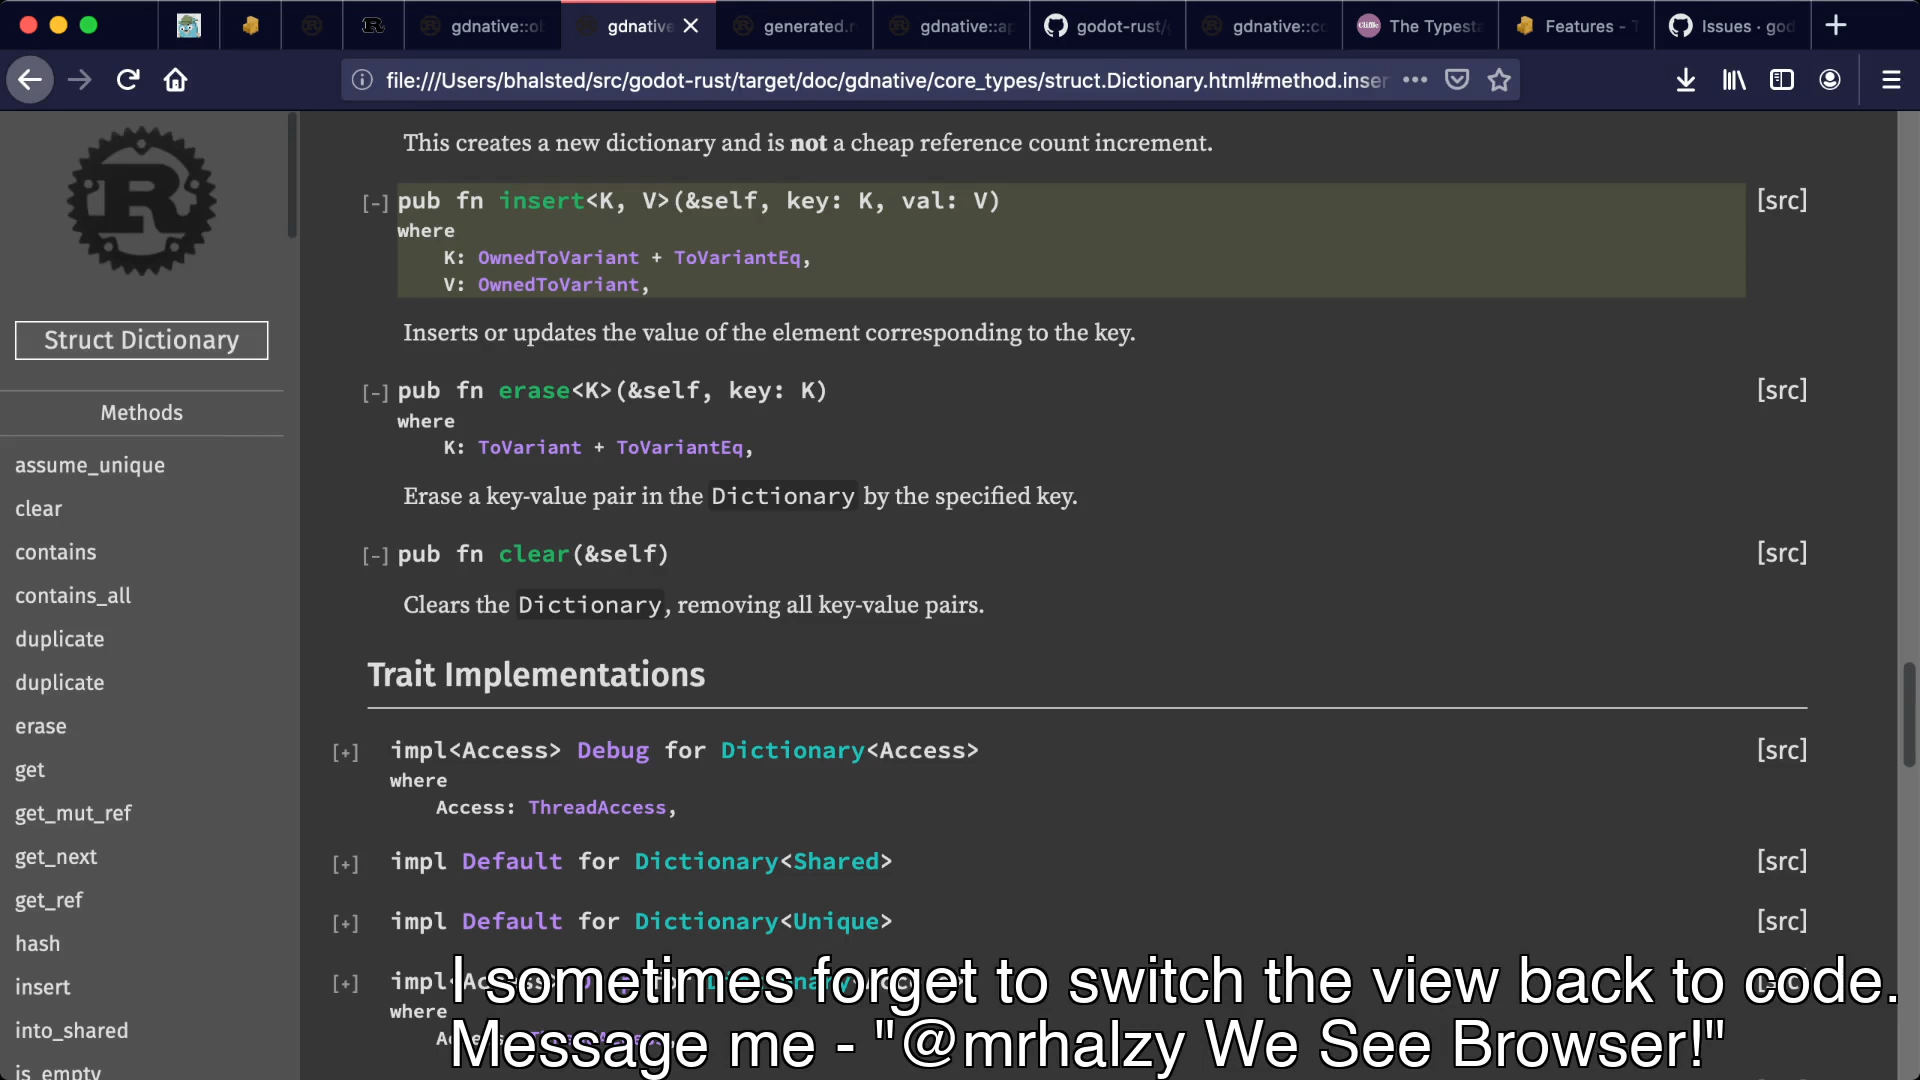 gdnative::ob
gdnative
generated.r
gdnative::ap
godot-rust/g
gdnative::co
The Typesta
Features - T
Issues · god
file:///Users/bhalsted/src/godot-rust/target/doc/gdnative/core_types/struct.Dictionary.html#method.inser
Struct Dictionary
Methods
assume_unique
clear
contains
contains_all
duplicate
duplicate
erase
get
get_mut_ref
get_next
get_ref
hash
insert
into_shared
is_empty
This creates a new dictionary and is not a cheap reference count increment.
[-] pub fn insert<K, V>(&self, key: K, val: V) [src]
where
K: OwnedToVariant + ToVariantEq,
V: OwnedToVariant,
Inserts or updates the value of the element corresponding to the key.
[-] pub fn erase<K>(&self, key: K) [src]
where
K: ToVariant + ToVariantEq,
Erase a key-value pair in the Dictionary by the specified key.
[-] pub fn clear(&self) [src]
Clears the Dictionary, removing all key-value pairs.
Trait Implementations
[+] impl<Access> Debug for Dictionary<Access> [src]
where
Access: ThreadAccess,
[+] impl Default for Dictionary<Shared> [src]
[+] impl Default for Dictionary<Unique> [src]
[+] impl<Access>
where
I sometimes forget to switch the view back to code.
Message me - "@mrhalzy We See Browser!"